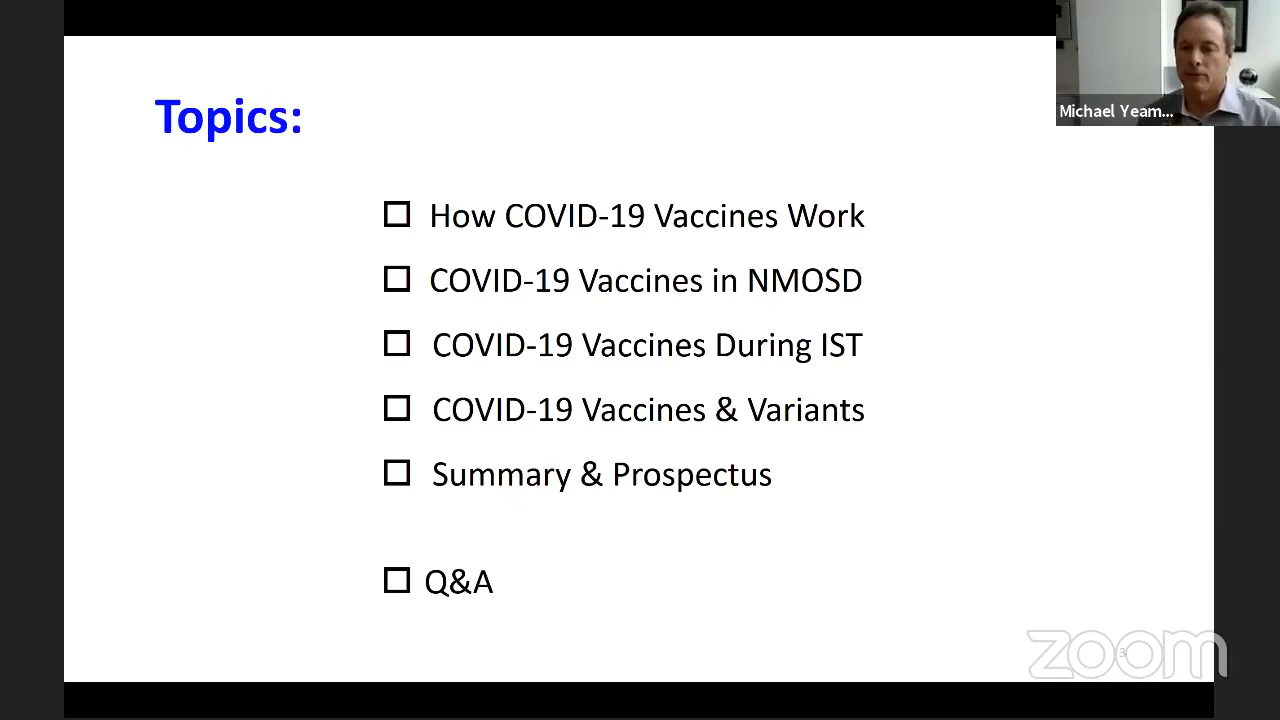 Topics:
Michael Yeam...
How COVID-19 Vaccines Work
COVID-19 Vaccines in NMOSD
COVID-19 Vaccines During IST
COVID-19 Vaccines & Variants
Summary & Prospectus
Q&A
zoom
3